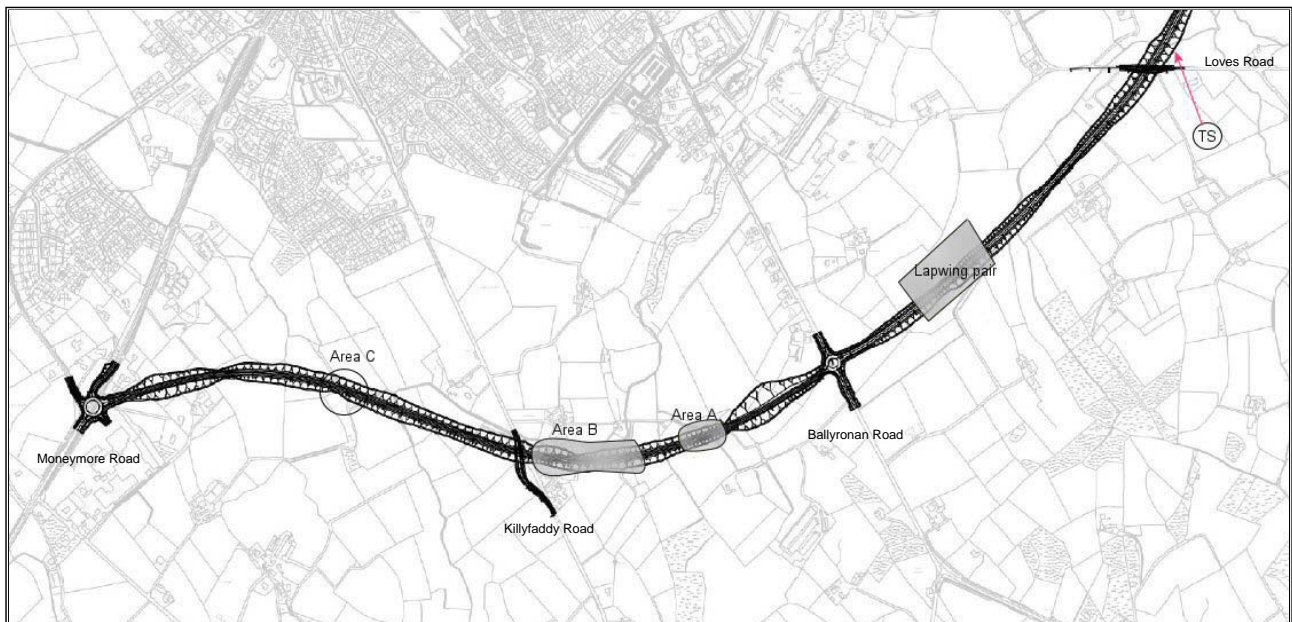 Loves Road
TS
Lapwing pair
Area C
Area A
Area B
Ballyronan Road
Moneymore Road
Killyfaddy Road